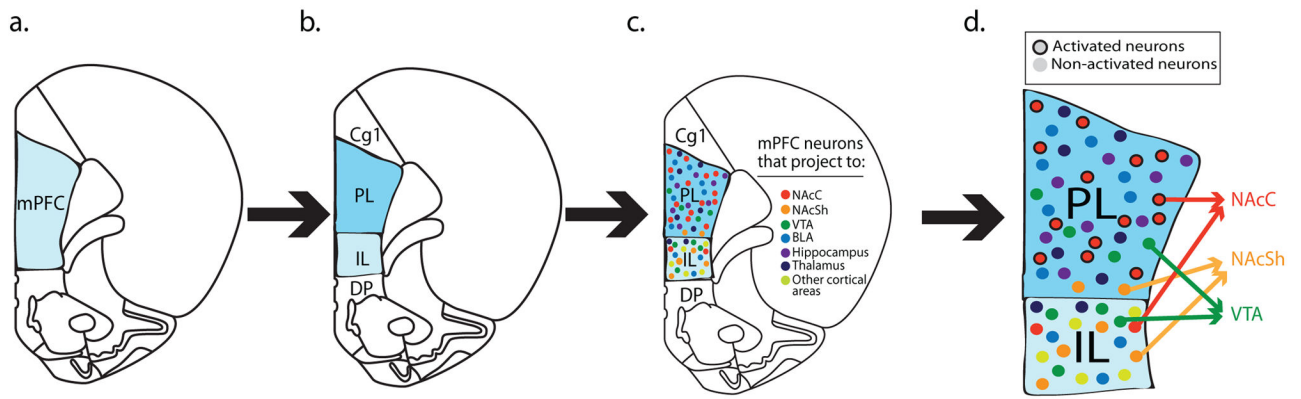 a.
mPFC
b.
Cg1
PL
IL
DP
c.
Cg1
PL
IL
DP
mPFC neurons
that project to:
NAcC
NAcSh
VTA
BLA
Hippocampus
Thalamus
Other cortical
areas
d.
Activated neurons
Non-activated neurons
PL
IL
NAcC
NAcSh
VTA